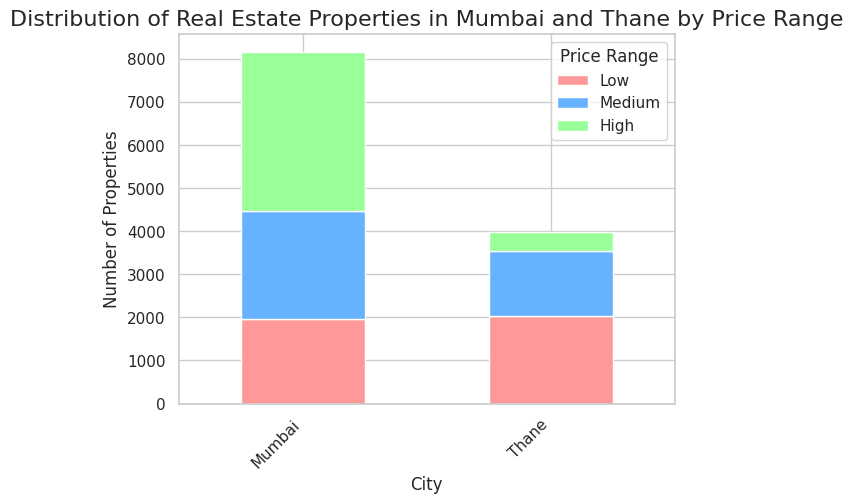 Distribution of Real Estate Properties in Mumbai and Thane by Price Range
Number of Properties
8000
7000
6000
5000
4000
3000
2000
1000
0
Price Range
Low
Medium
High
Mumbai
Thane
City